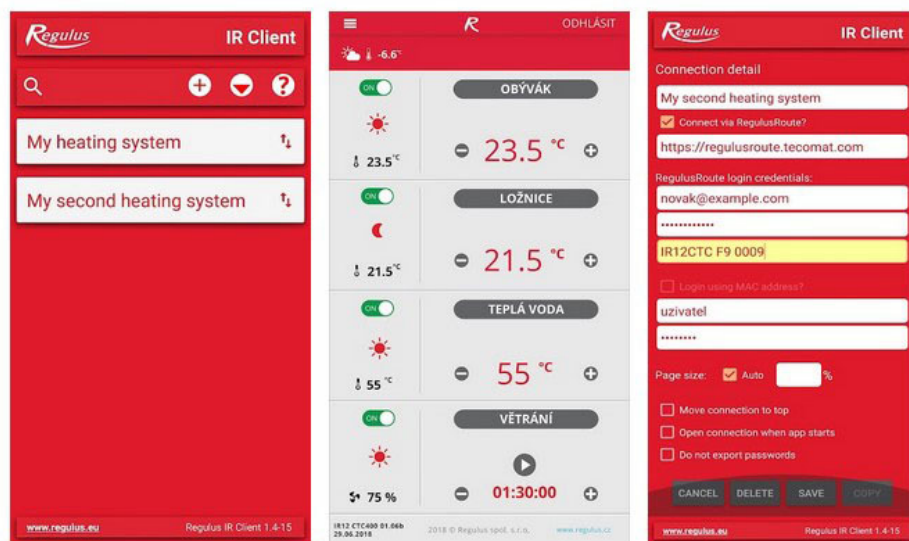 Regulus IR Client
My heating system
My second heating system
www.regulus.eu Regulus IR Client 1.4-15
R ODHLÁSIT
-6.6°
ON OBÝVÁK
23.5 °C
23.5°C
ON LOŽNICE
21.5 °C
21.5°C
ON TEPLÁ VODA
55 °C
55 °C
ON VĚTRÁNÍ
75 % 01:30:00
IR12 CTC400 01.06b
29.06.2018 2018 © Regulus spol. s r.o. www.regulus.cz
Regulus IR Client
Connection detail
My second heating system
Connect via RegulusRoute?
https://regulusroute.tecomat.com
RegulusRoute login credentials:
novak@example.com
••••••••••••
IR12CTC F9 0009
Login using MAC address?
uzivatel
••••••••
Page size: Auto %
Move connection to top
Open connection when app starts
Do not export passwords
CANCEL DELETE SAVE COPY
www.regulus.eu Regulus IR Client 1.4-15